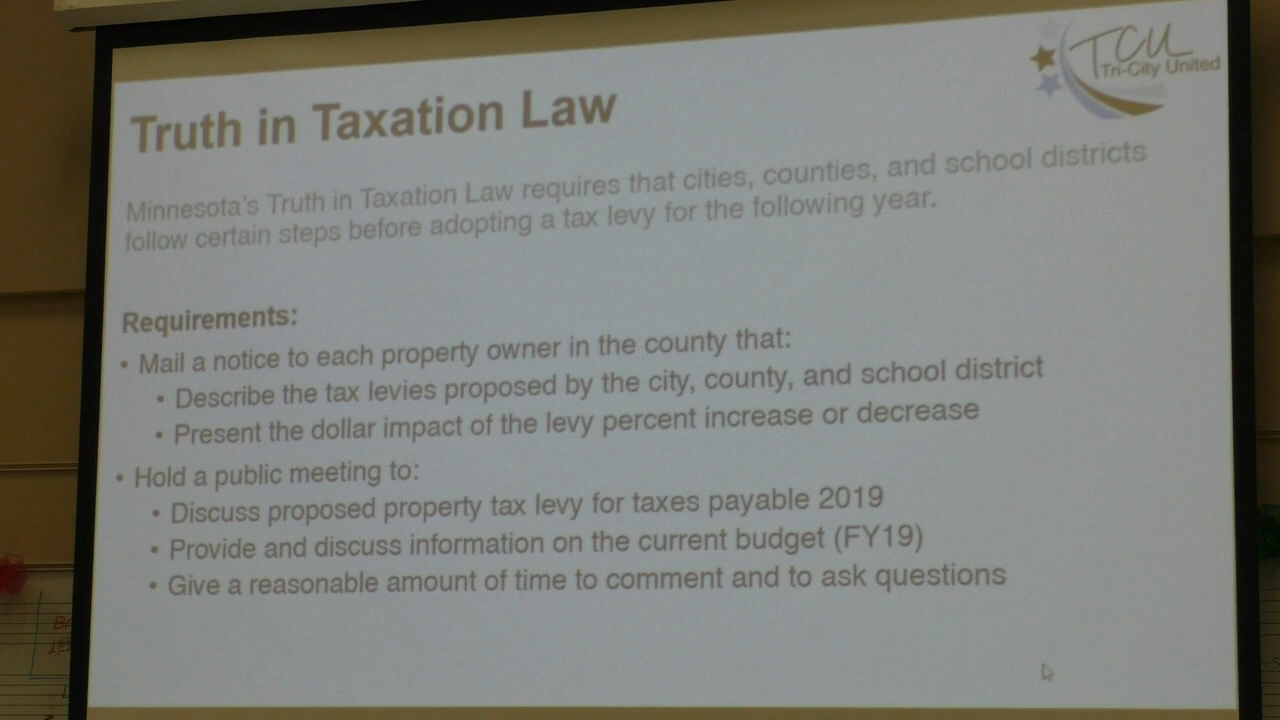 TCU
Tri-City United
Truth in Taxation Law
Minnesota's Truth in Taxation Law requires that cities, counties, and school districts
follow certain steps before adopting a tax levy for the following year.
Requirements:
• Mail a notice to each property owner in the county that:
• Describe the tax levies proposed by the city, county, and school district
• Present the dollar impact of the levy percent increase or decrease
• Hold a public meeting to:
• Discuss proposed property tax levy for taxes payable 2019
• Provide and discuss information on the current budget (FY19)
• Give a reasonable amount of time to comment and to ask questions